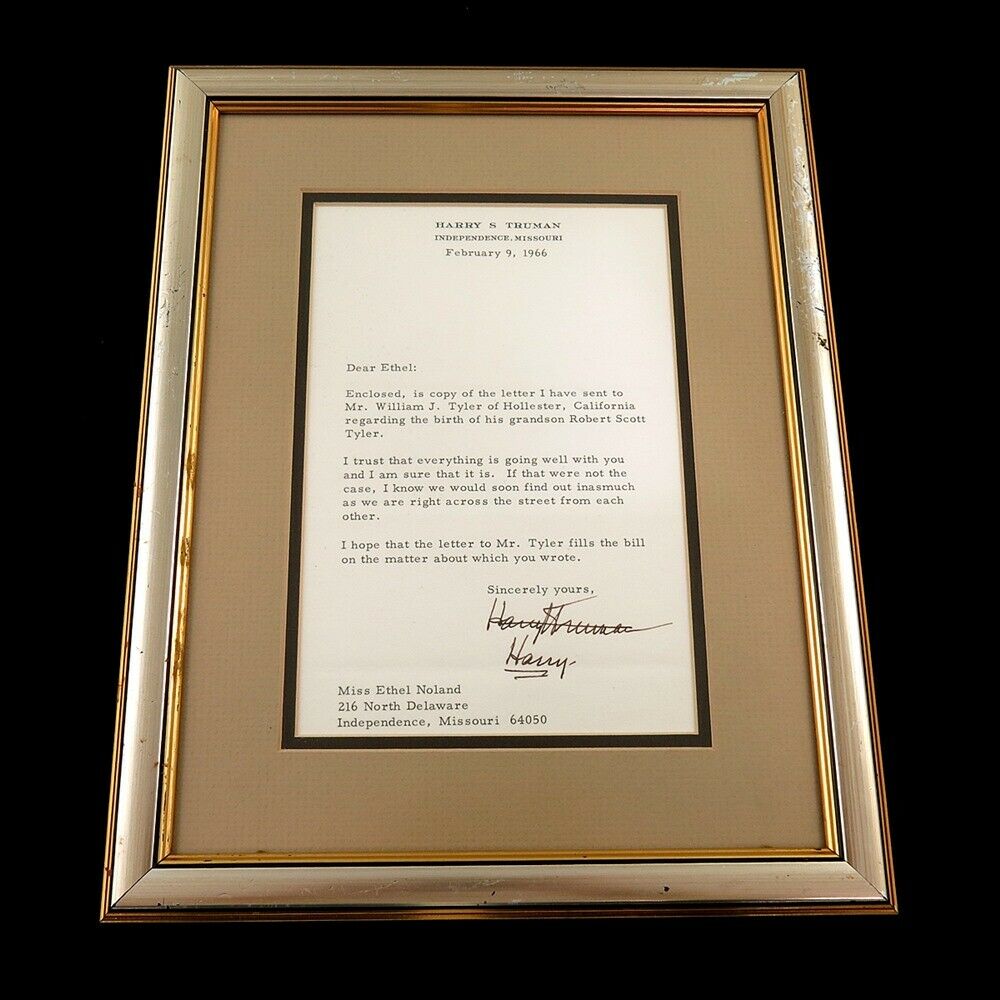 HARRY S TRUMAN
INDEPENDENCE, MISSOURI
February 9, 1966
Dear Ethel:
Enclosed, is copy of the letter I have sent to
Mr. William J. Tyler of Hollester, California
regarding the birth of his grandson Robert Scott
Tyler.
I trust that everything is going well with you
and I am sure that it is. If that were not the
case, I know we would soon find out inasmuch
as we are right across the street from each
other.
I hope that the letter to Mr. Tyler fills the bill
on the matter about which you wrote.
Sincerely yours,
Harry S Truman
Harry
Miss Ethel Noland
216 North Delaware
Independence, Missouri 64050